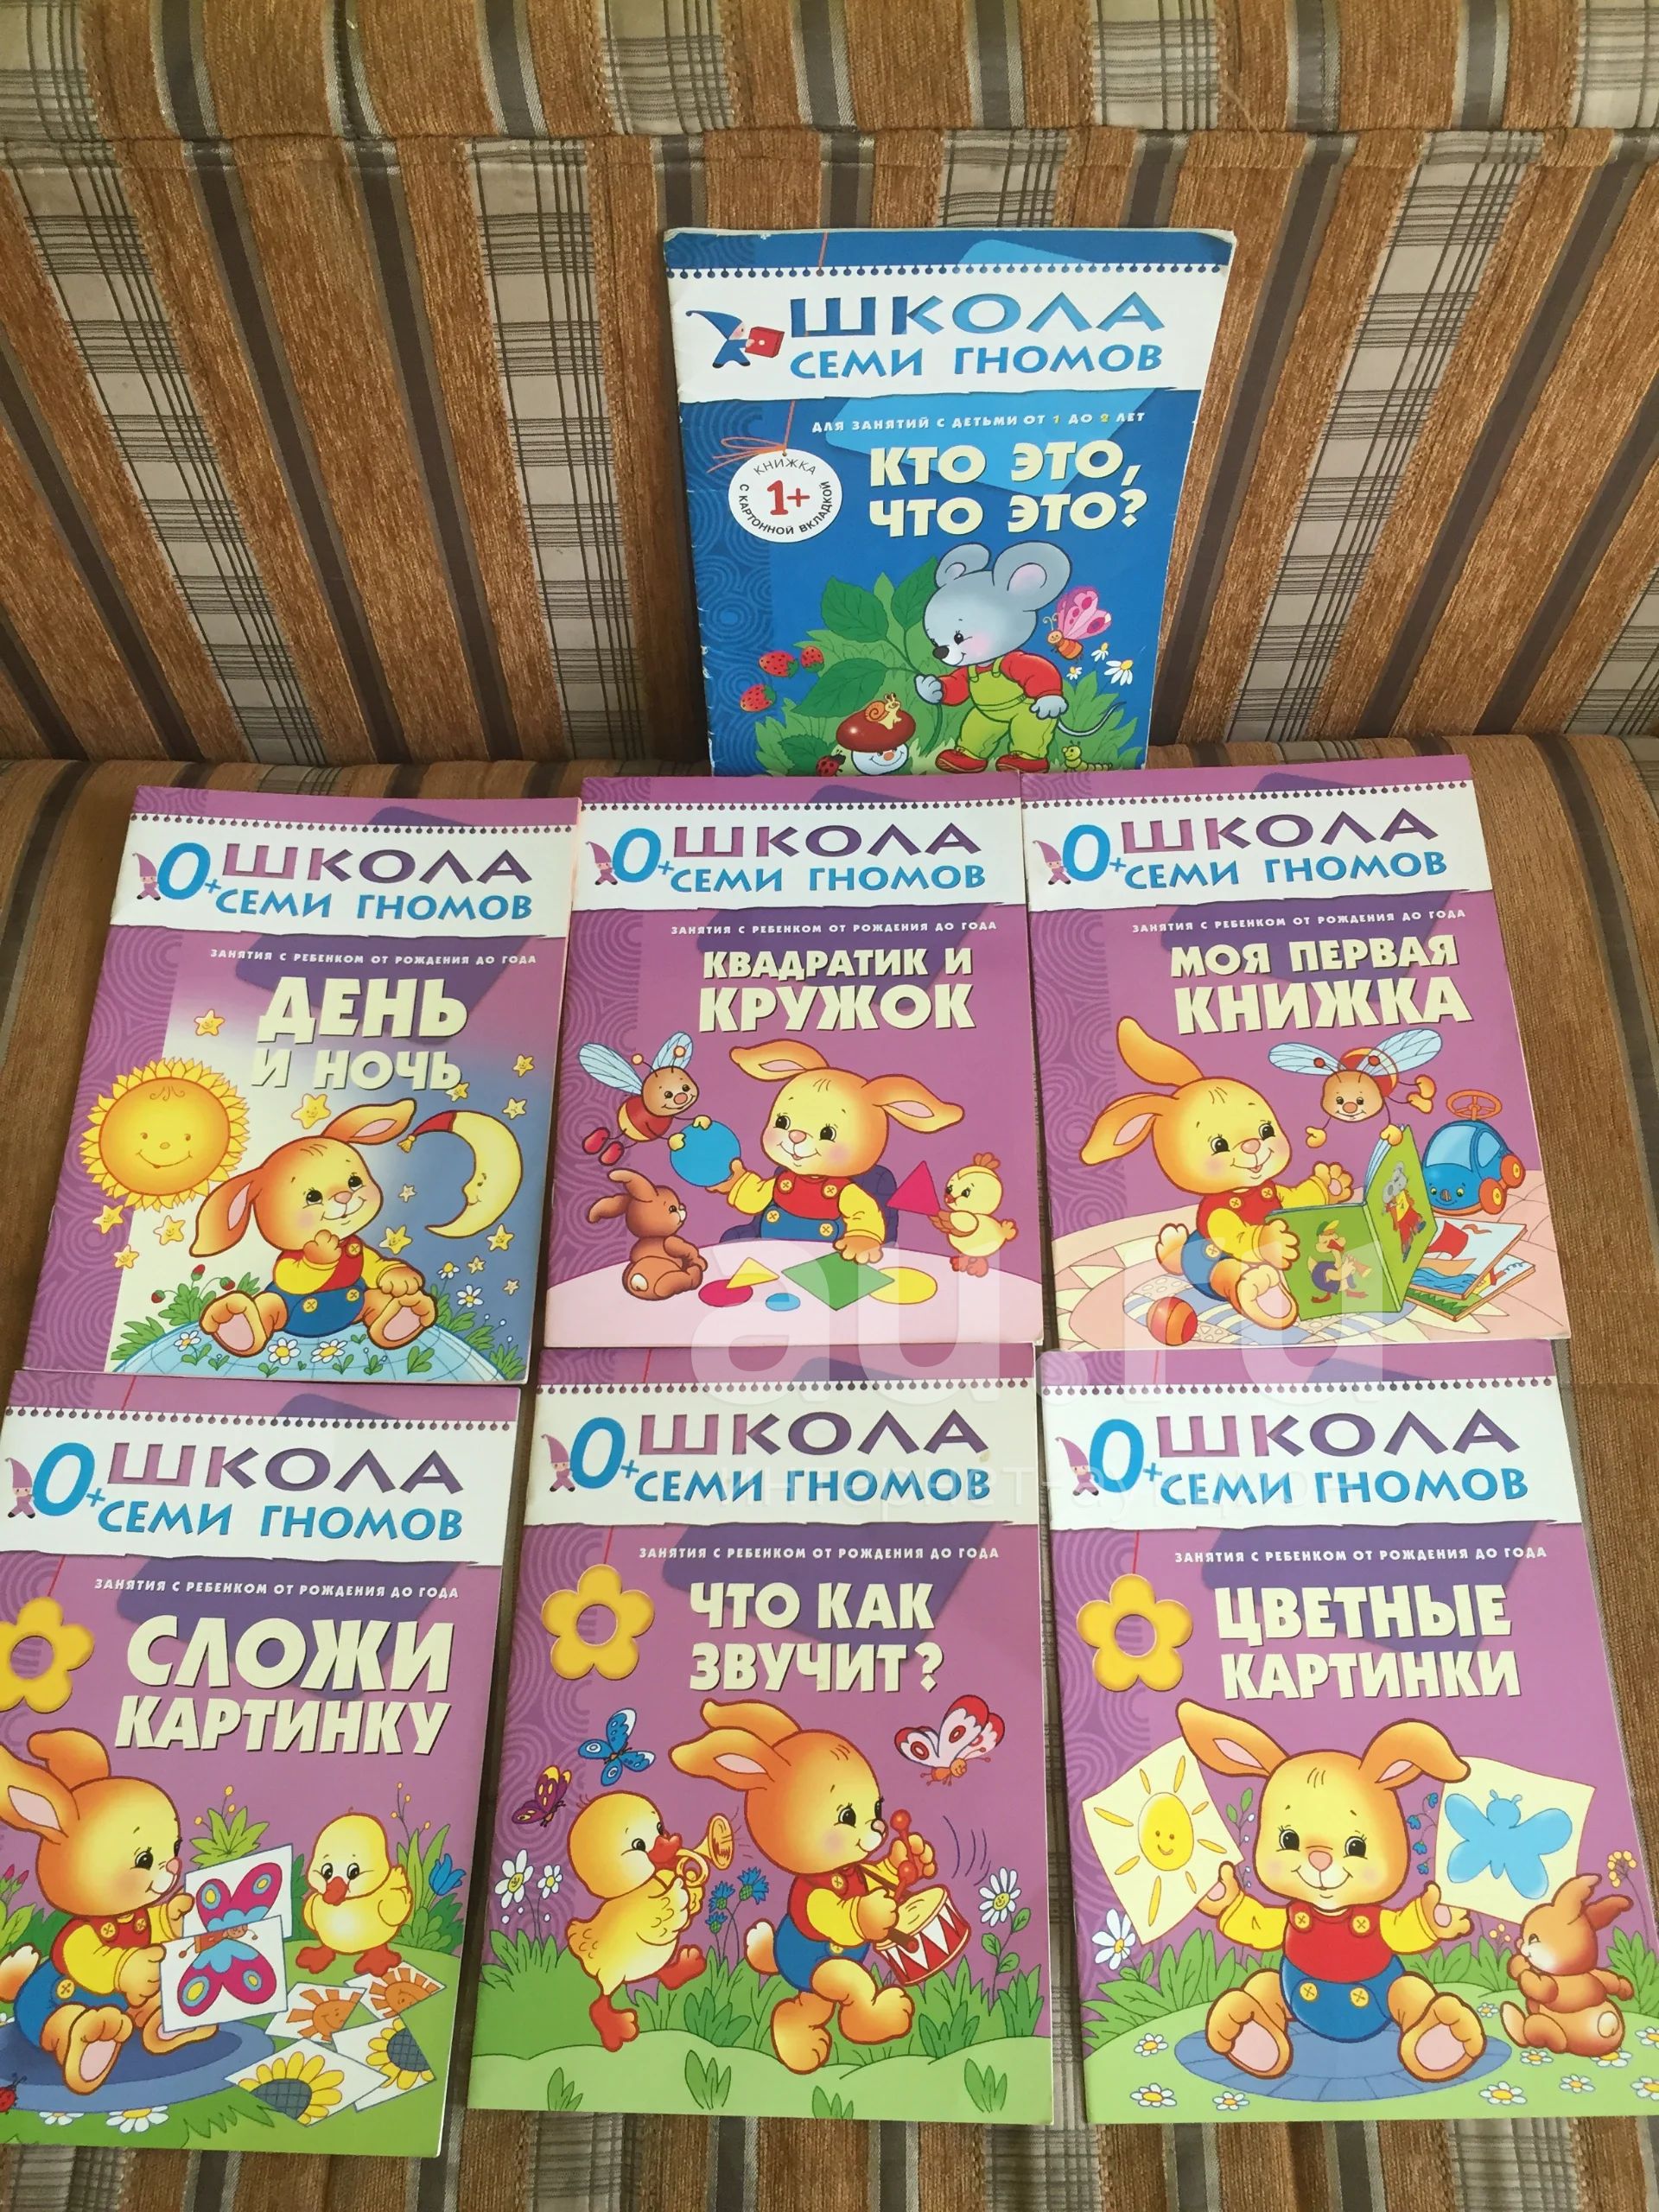 ШКОЛА
СЕМИ ГНОМОВ
ДЛЯ ЗАНЯТИЙ С ДЕТЬМИ ОТ 1 ДО 2 ЛЕТ
КНИЖКА
1+
С КАРТОННОЙ ВКЛАДКОЙ
КТО ЭТО,
ЧТО ЭТО?
0+ ШКОЛА
СЕМИ ГНОМОВ
ЗАНЯТИЯ С РЕБЕНКОМ ОТ РОЖДЕНИЯ ДО ГОДА
ДЕНЬ
И НОЧЬ
0+ ШКОЛА
СЕМИ ГНОМОВ
ЗАНЯТИЯ С РЕБЕНКОМ ОТ РОЖДЕНИЯ ДО ГОДА
КВАДРАТИК И
КРУЖОК
0+ ШКОЛА
СЕМИ ГНОМОВ
ЗАНЯТИЯ С РЕБЕНКОМ ОТ РОЖДЕНИЯ ДО ГОДА
МОЯ ПЕРВАЯ
КНИЖКА
au.ru
интернет-аукцион
0+ ШКОЛА
СЕМИ ГНОМОВ
ЗАНЯТИЯ С РЕБЕНКОМ ОТ РОЖДЕНИЯ ДО ГОДА
СЛОЖИ
КАРТИНКУ
0+ ШКОЛА
СЕМИ ГНОМОВ
ЗАНЯТИЯ С РЕБЕНКОМ ОТ РОЖДЕНИЯ ДО ГОДА
ЧТО КАК
ЗВУЧИТ?
0+ ШКОЛА
СЕМИ ГНОМОВ
ЗАНЯТИЯ С РЕБЕНКОМ ОТ РОЖДЕНИЯ ДО ГОДА
ЦВЕТНЫЕ
КАРТИНКИ